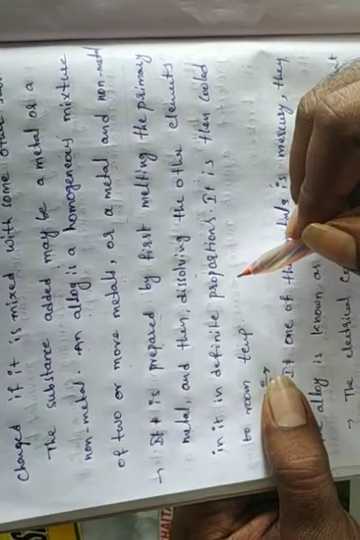 changed if it is mixed with some other
The substance added may be a metal or a
non-metal. An alloy is a homogeneous mixture
of two or more metals, or a metal and non-metal
→ It is prepared by first melting the primary
metal, and then, dissolving the other elements
in it in definite proportions. It is then cooled
to room temp.
→ If one of the is mercury, they
alloy is known as
→ The electrical